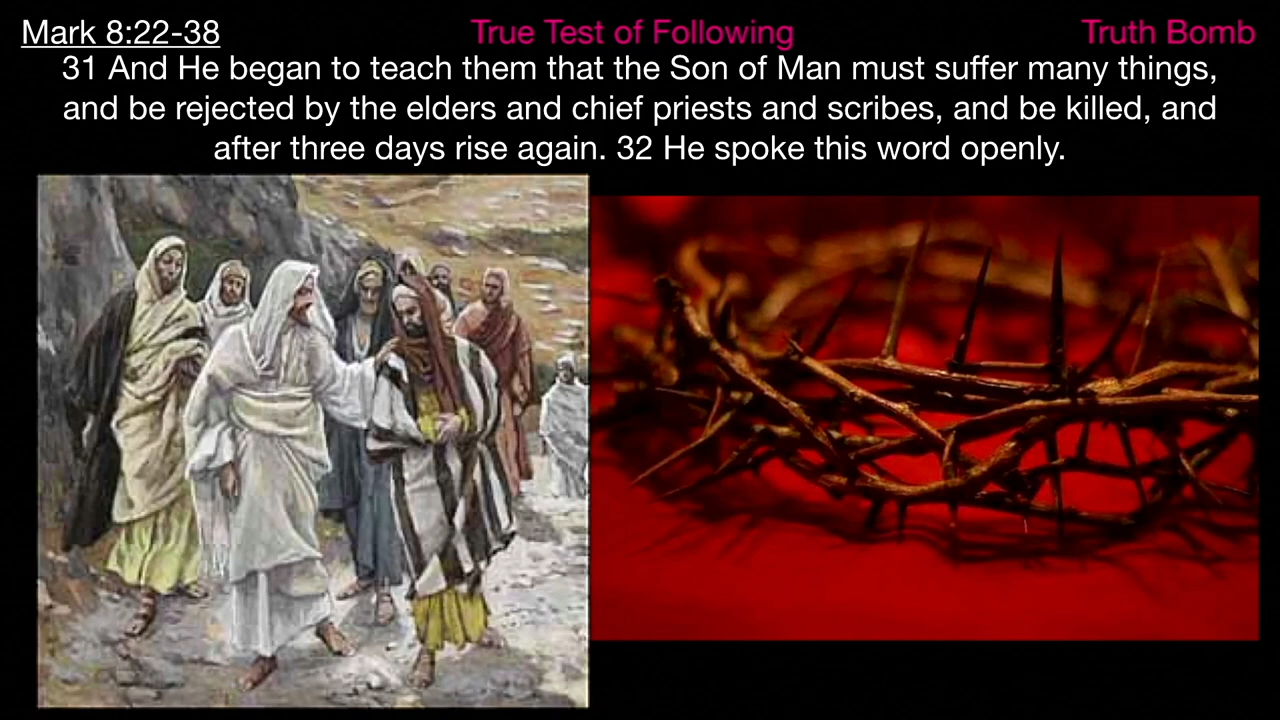 Mark 8:22-38 True Test of Following Truth Bomb
31 And He began to teach them that the Son of Man must suffer many things,
and be rejected by the elders and chief priests and scribes, and be killed, and
after three days rise again. 32 He spoke this word openly.